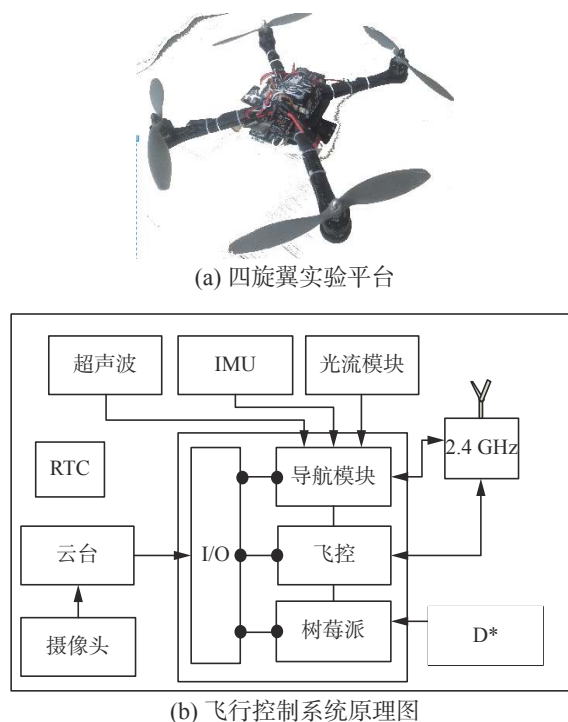 (a) 四旋翼实验平台
超声波
IMU
光流模块
2.4 GHz
RTC
导航模块
I/O
云台
飞控
摄像头
树莓派
D*
(b) 飞行控制系统原理图